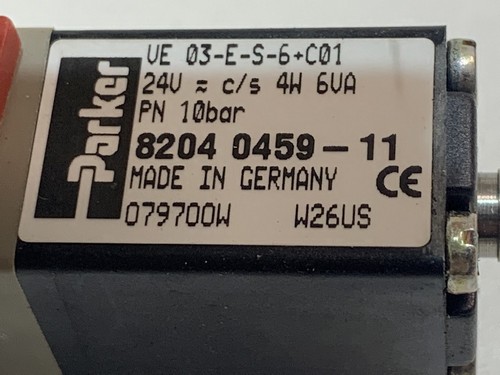 Parker
VE 03-E-S-6+C01
24V ≂ c/s 4W 6VA
PN 10bar
8204 0459-11
MADE IN GERMANY CE
079700W W26US